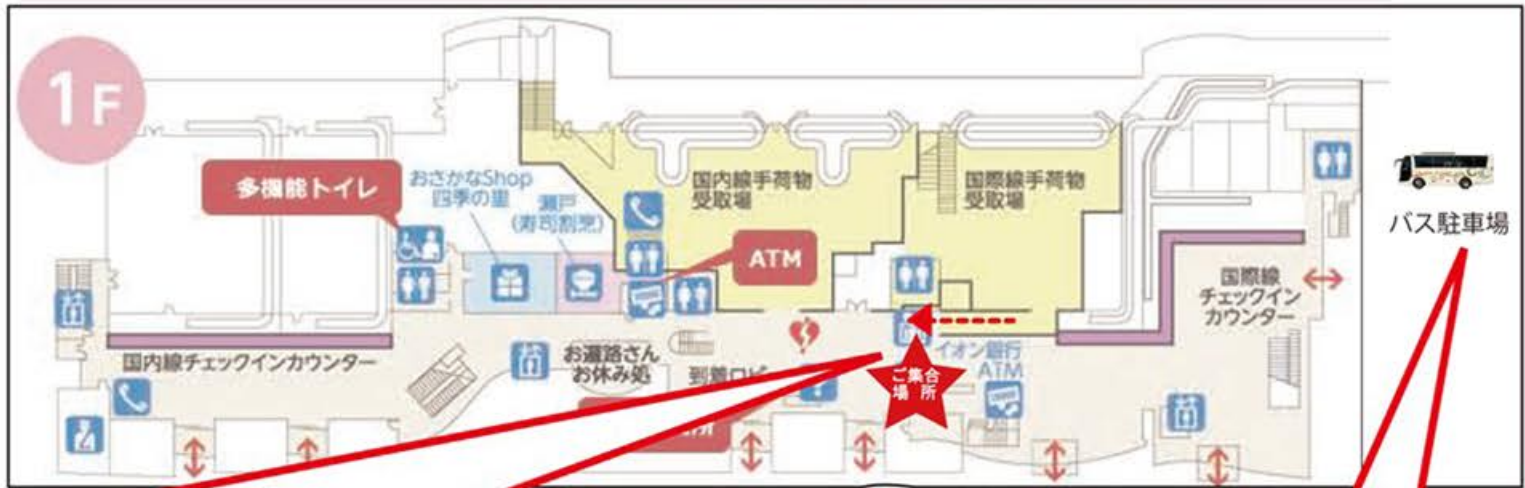 1F
多機能トイレ
おさかなShop
四季の里
瀬戸
(寿司割烹)
ATM
国内線手荷物
受取場
国際線手荷物
受取場
バス駐車場
国際線
チェックイン
カウンター
国内線チェックインカウンター
お遍路さん
お休み処
到着ロビ
イオン銀行
ATM
ご集合
場 所
所